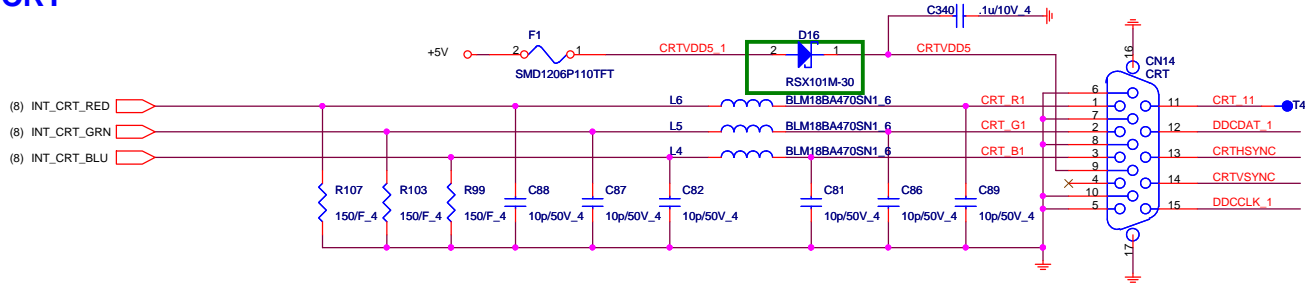 CRT
C340 .1u/10V_4
F1 D16
+5V 2 1 CRTVDD5_1 2 1 CRTVDD5 16
SMD1206P110TFT CN14
CRT
RSX101M-30
6
(8) INT_CRT_RED L6 BLM18BA470SN1_6 CRT_R1 1 11 CRT_11 T4
7
(8) INT_CRT_GRN L5 BLM18BA470SN1_6 CRT_G1 2 12 DDCDAT_1
8
(8) INT_CRT_BLU L4 BLM18BA470SN1_6 CRT_B1 3 13 CRTHSYNC
9
4 14 CRTVSYNC
R107 R103 R99 C88 C87 C82 C81 C86 C89 10
150/F_4 150/F_4 150/F_4 10p/50V_4 10p/50V_4 10p/50V_4 10p/50V_4 10p/50V_4 10p/50V_4 5 15 DDCCLK_1
17